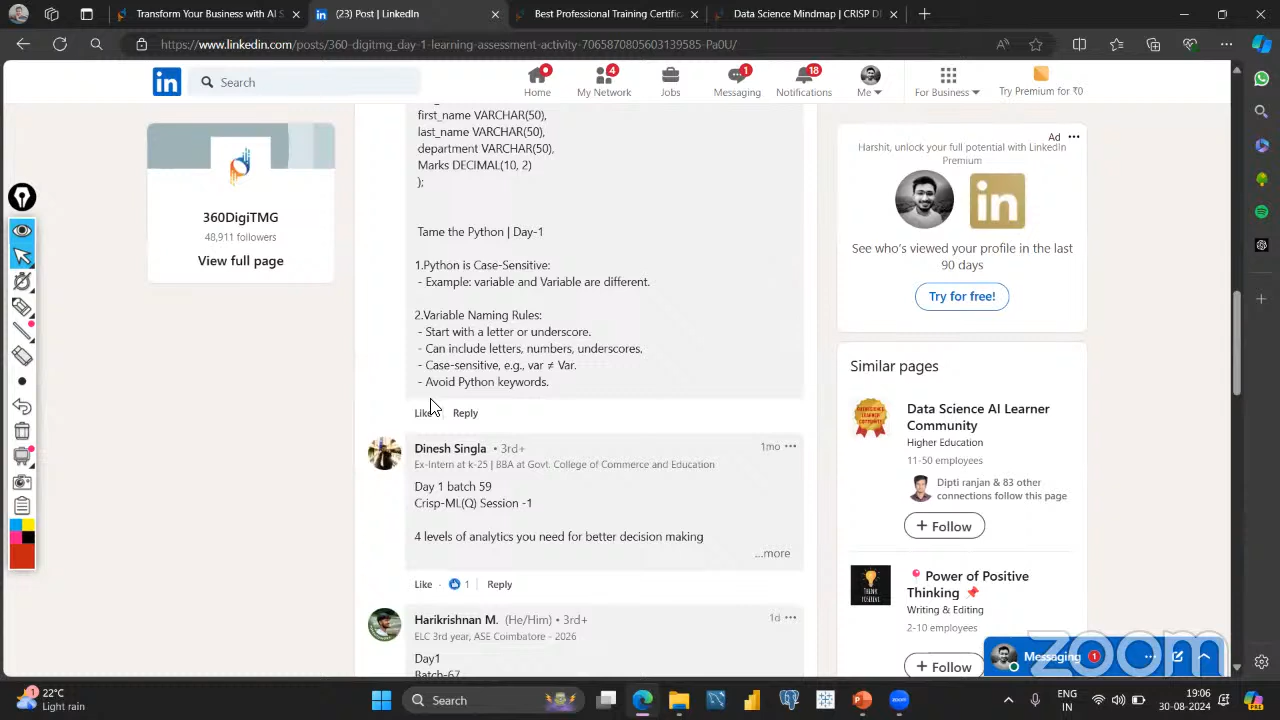 Transform Your Business with AI S
(23) Post | LinkedIn
Best Professional Training Certific
Data Science Mindmap | CRISP D
https://www.linkedin.com/posts/360-digitmg_day-1-learning-assessment-activity-7065870805603139585-Pa0U/
in
Search
Home
4
My Network
Jobs
1
Messaging
18
Notifications
Me
For Business
Try Premium for ₹0
360DigiTMG
48,911 followers
View full page
first_name VARCHAR(50),
last_name VARCHAR(50),
department VARCHAR(50),
Marks DECIMAL(10, 2)
);
Tame the Python | Day-1
1.Python is Case-Sensitive:
- Example: variable and Variable are different.
2.Variable Naming Rules:
- Start with a letter or underscore.
- Can include letters, numbers, underscores.
- Case-sensitive, e.g., var ≠ Var.
- Avoid Python keywords.
Like
Reply
Dinesh Singla • 3rd+
1mo
Ex-Intern at k-25 | BBA at Govt. College of Commerce and Education
Day 1 batch 59
Crisp-ML(Q) Session -1
4 levels of analytics you need for better decision making
...more
Like · 1 | Reply
Harikrishnan M. (He/Him) • 3rd+
1d
ELC 3rd year, ASE Coimbatore - 2026
Day1
Batch-67
Ad
Harshit, unlock your full potential with LinkedIn
Premium
in
See who's viewed your profile in the last
90 days
Try for free!
Similar pages
Data Science AI Learner
Community
Higher Education
11-50 employees
Dipti ranjan & 83 other
connections follow this page
+ Follow
Power of Positive
Thinking
Writing & Editing
2-10 employees
+ Follow
Messaging 1
zoom
22°C
Light rain
Search
ENG
IN
19:06
30-08-2024